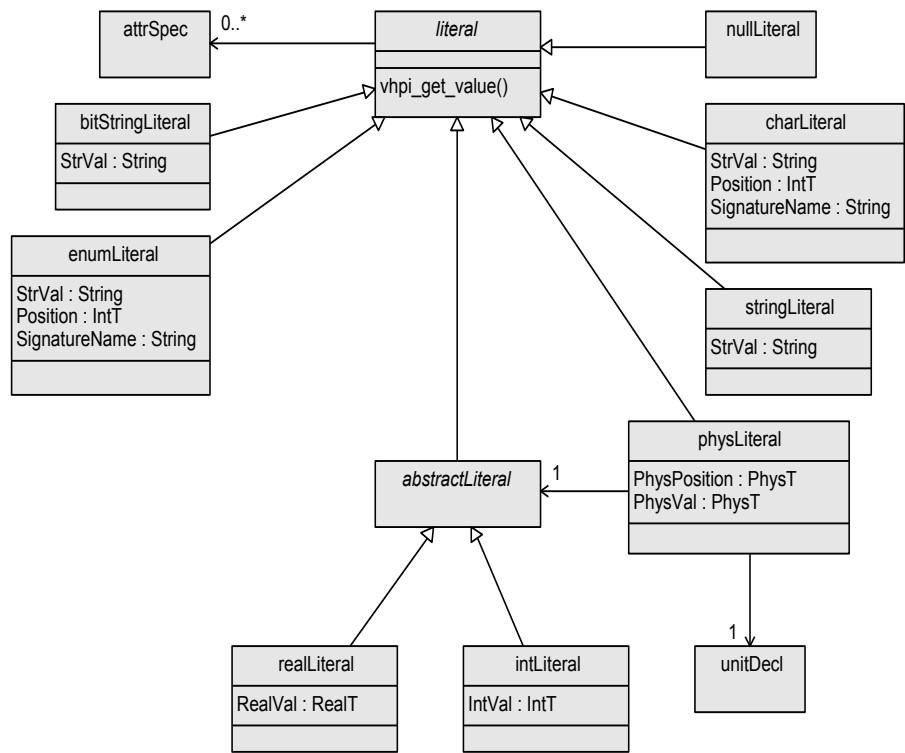 attrSpec
0..*
literal
vhpi_get_value()
nullLiteral
bitStringLiteral
StrVal : String
charLiteral
StrVal : String
Position : IntT
SignatureName : String
enumLiteral
StrVal : String
Position : IntT
SignatureName : String
stringLiteral
StrVal : String
physLiteral
PhysPosition : PhysT
PhysVal : PhysT
abstractLiteral
1
realLiteral
RealVal : RealT
intLiteral
IntVal : IntT
1
unitDecl